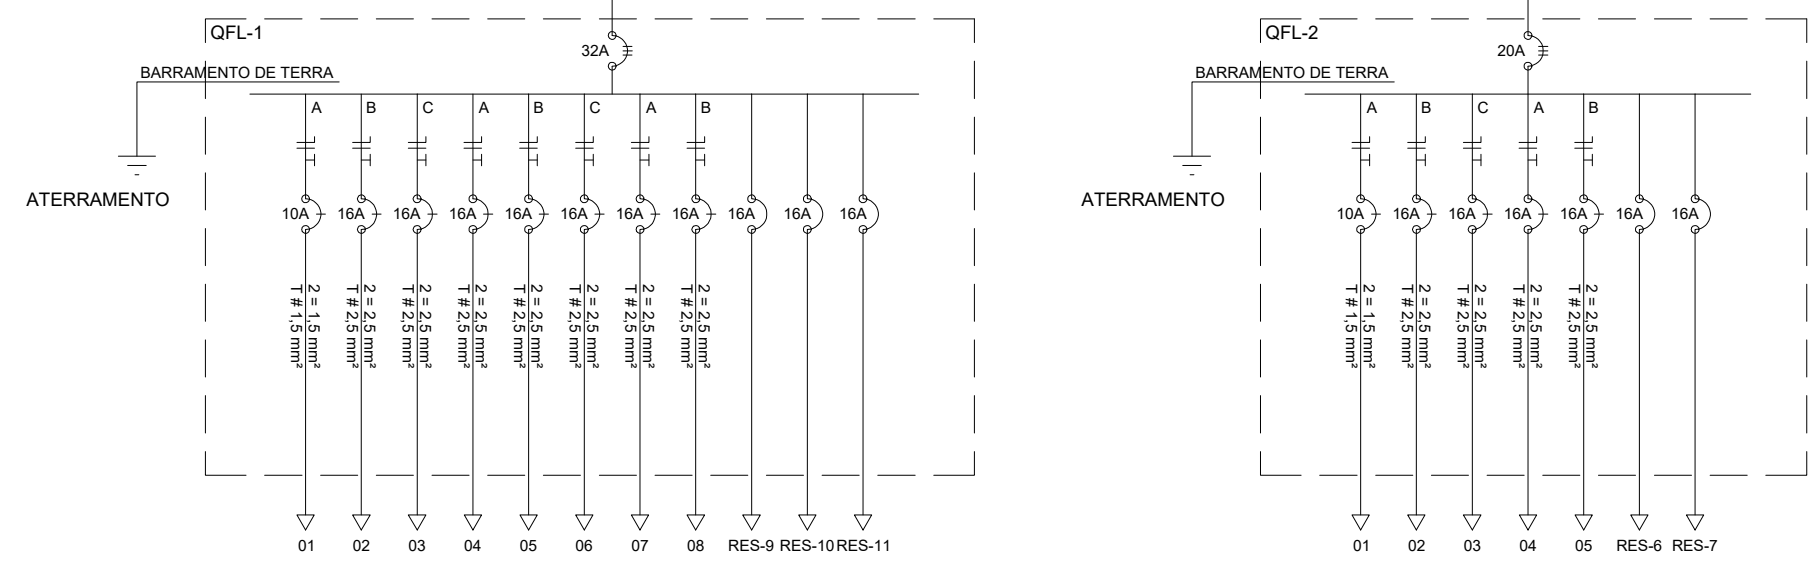 QFL-1
32A
BARRAMENTO DE TERRA
A B C A B C A B
ATERRAMENTO
10A 16A 16A 16A 16A 16A 16A 16A 16A 16A 16A
2 = 1,5 mm²
T # 1,5 mm²
2 = 2,5 mm²
T # 2,5 mm²
2 = 2,5 mm²
T # 2,5 mm²
2 = 2,5 mm²
T # 2,5 mm²
2 = 2,5 mm²
T # 2,5 mm²
2 = 2,5 mm²
T # 2,5 mm²
2 = 2,5 mm²
T # 2,5 mm²
2 = 2,5 mm²
T # 2,5 mm²
01 02 03 04 05 06 07 08 RES-9 RES-10 RES-11
QFL-2
20A
BARRAMENTO DE TERRA
A B C A B
ATERRAMENTO
10A 16A 16A 16A 16A 16A 16A
2 = 1,5 mm²
T # 1,5 mm²
2 = 2,5 mm²
T # 2,5 mm²
2 = 2,5 mm²
T # 2,5 mm²
2 = 2,5 mm²
T # 2,5 mm²
2 = 2,5 mm²
T # 2,5 mm²
01 02 03 04 05 RES-6 RES-7